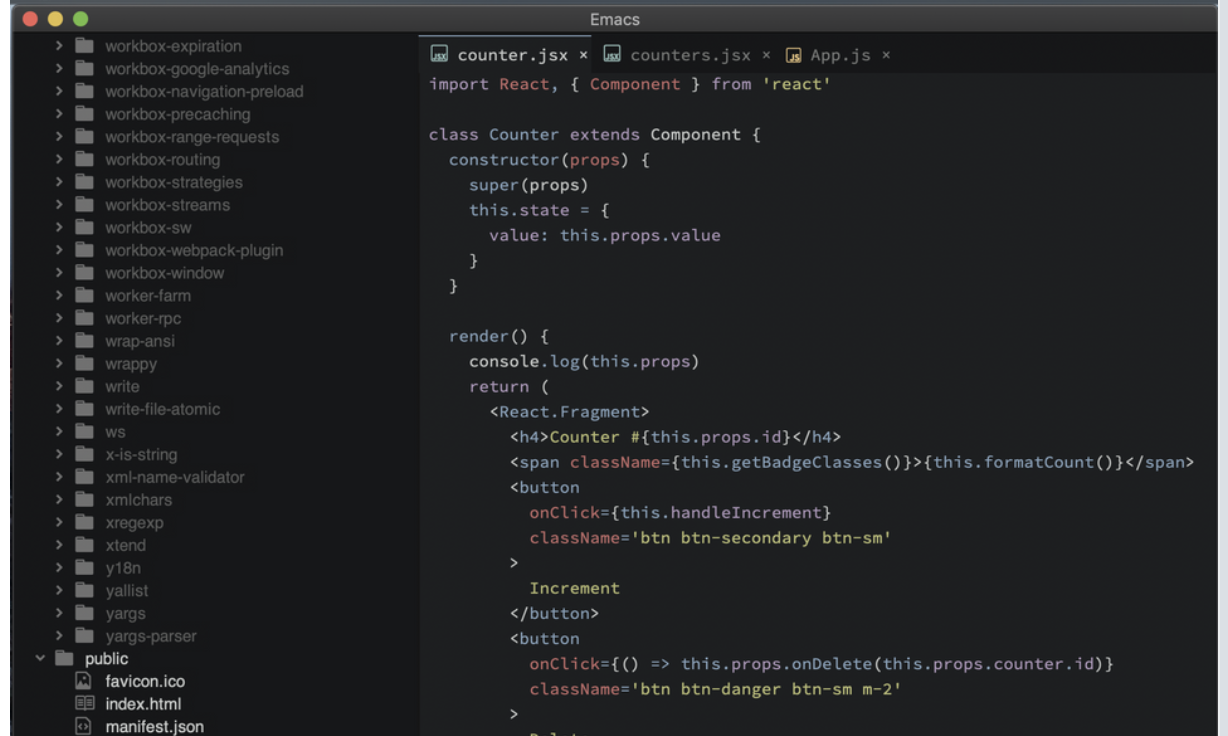 Emacs
workbox-expiration
workbox-google-analytics
workbox-navigation-preload
workbox-precaching
workbox-range-requests
workbox-routing
workbox-strategies
workbox-streams
workbox-sw
workbox-webpack-plugin
workbox-window
worker-farm
worker-rpc
wrap-ansi
wrappy
write
write-file-atomic
ws
x-is-string
xml-name-validator
xmlchars
xregexp
xtend
y18n
yallist
yargs
yargs-parser
public
favicon.ico
index.html
manifest.json
JSX counter.jsx × JSX counters.jsx × JS App.js ×
import React, { Component } from 'react'
class Counter extends Component {
constructor(props) {
super(props)
this.state = {
value: this.props.value
}
}
render() {
console.log(this.props)
return (
<React.Fragment>
<h4>Counter #{this.props.id}</h4>
<span className={this.getBadgeClasses()}>{this.formatCount()}</span>
<button
onClick={this.handleIncrement}
className='btn btn-secondary btn-sm'
>
Increment
</button>
<button
onClick={() => this.props.onDelete(this.props.counter.id)}
className='btn btn-danger btn-sm m-2'
>